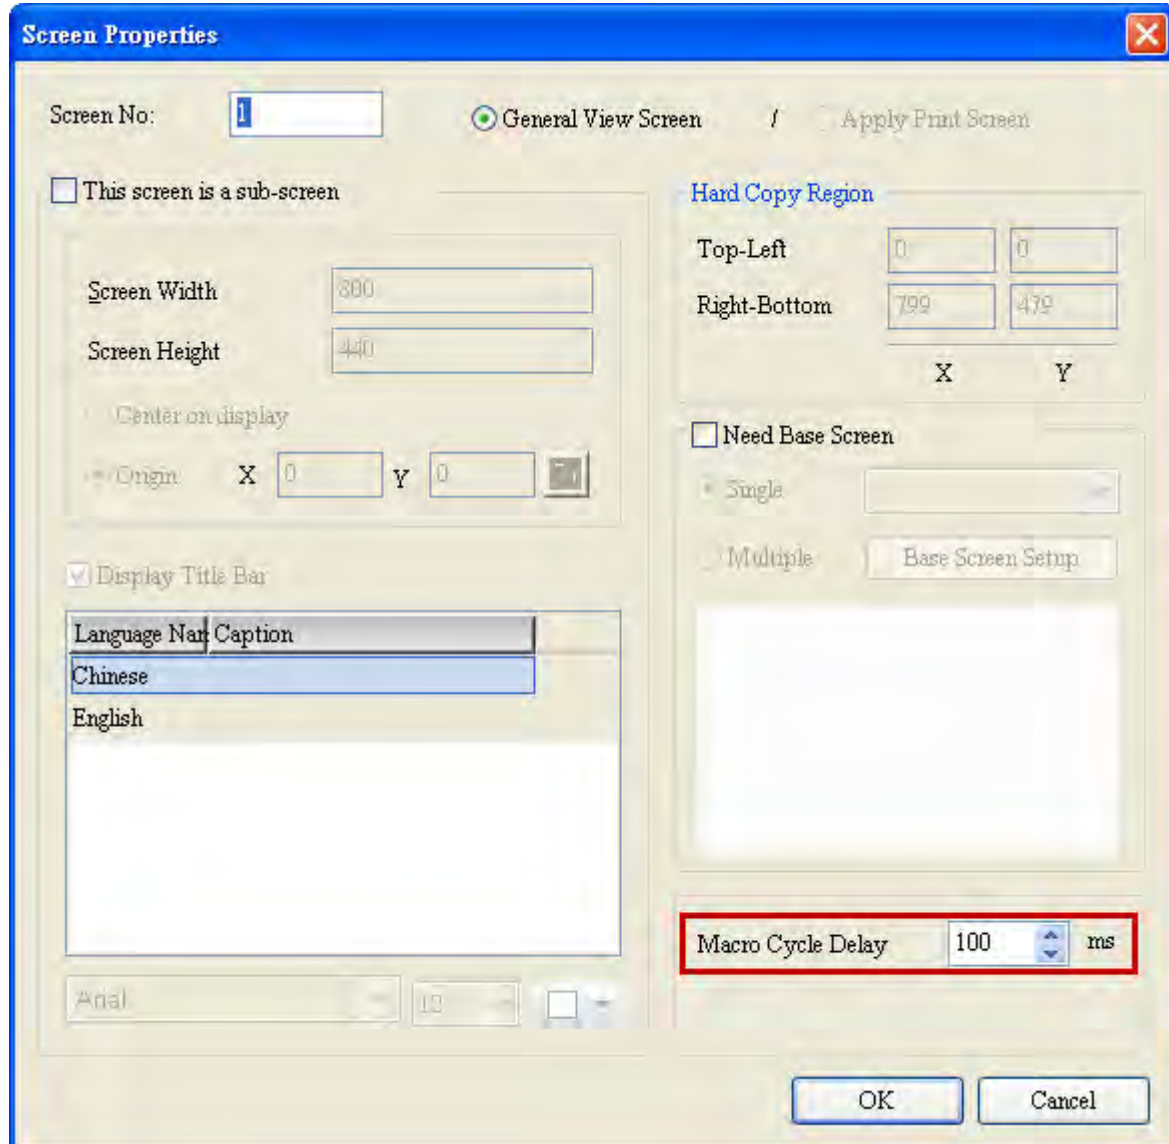 Screen Properties
Screen No: 1 General View Screen / Apply Print Screen
This screen is a sub-screen
Screen Width 800
Screen Height 440
Center on display
Origin X 0 Y 0
Display Title Bar
Language Nam Caption
Chinese
English
Arial 12
Hard Copy Region
Top-Left 0 0
Right-Bottom 799 479
X Y
Need Base Screen
Single
Multiple Base Screen Setup
Macro Cycle Delay 100 ms
OK Cancel